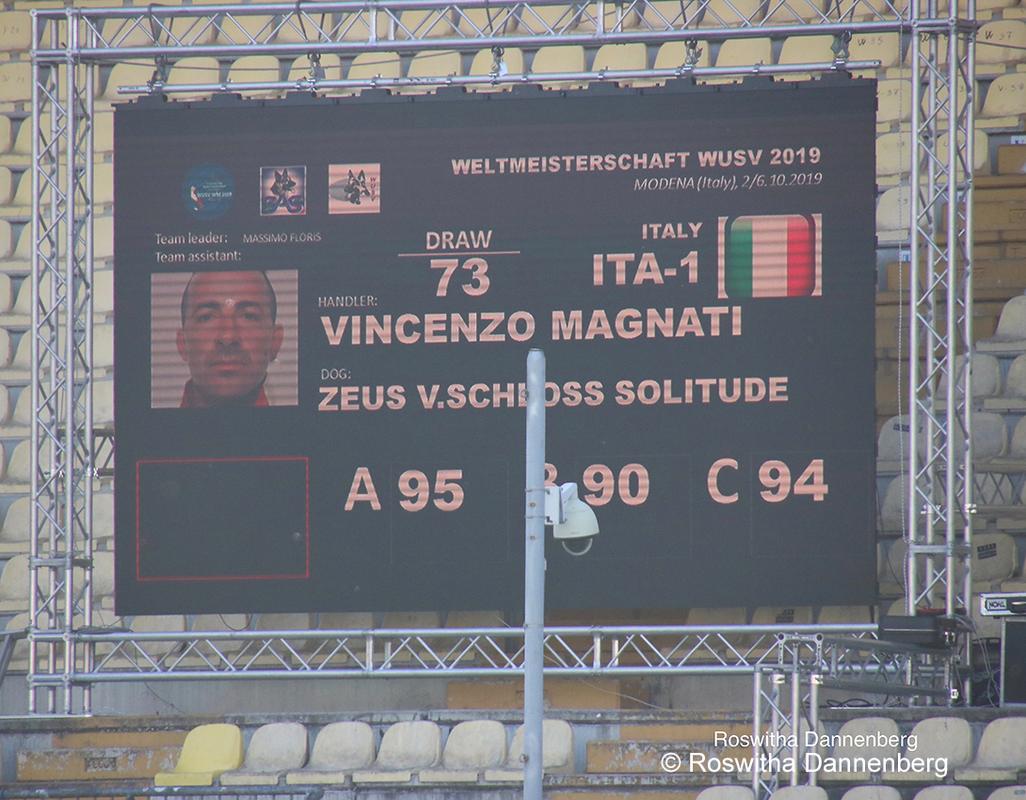 WELTMEISTERSCHAFT WUSV 2019
MODENA (Italy), 2/6.10.2019
SAS
Team leader: MASSIMO FLORIS
Team assistant:
DRAW
73
ITALY
ITA-1
HANDLER:
VINCENZO MAGNATI
DOG:
ZEUS V.SCHLOSS SOLITUDE
A 95 B 90 C 94
Roswitha Dannenberg
© Roswitha Dannenberg